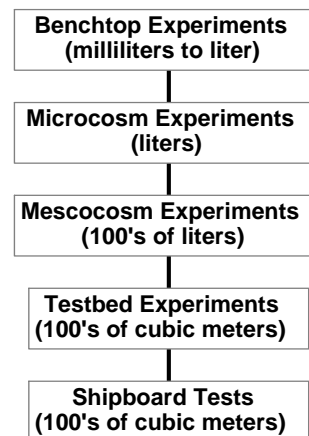 Benchtop Experiments
(milliliters to liter)
Microcosm Experiments
(liters)
Mescocosm Experiments
(100's of liters)
Testbed Experiments
(100's of cubic meters)
Shipboard Tests
(100's of cubic meters)